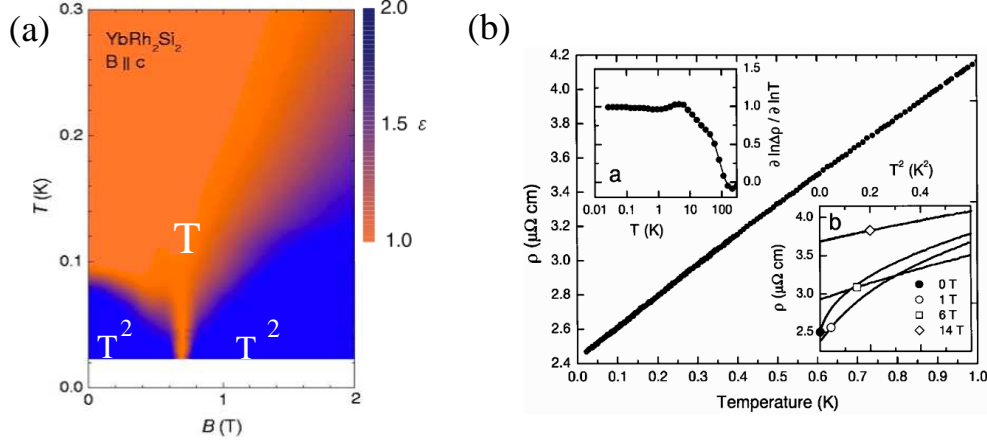 (a)
YbRh₂Si₂
B ∥ c
T (K)
0.3
0.2
0.1
0.0
T
T²
T²
0
1
2
B (T)
2.0
1.5
ε
1.0
(b)
ρ (μΩ cm)
4.2
4.0
3.8
3.6
3.4
3.2
3.0
2.8
2.6
2.4
0.0 0.1 0.2 0.3 0.4 0.5 0.6 0.7 0.8 0.9 1.0
Temperature (K)
a
1.0
0.5
0.0
∂ lnΔρ / ∂ lnT
0.01 0.1 1 10 100
T (K)
T² (K²)
0.0 0.2 0.4
b
ρ (μΩ cm)
4.0
3.5
3.0
2.5
0 T
1 T
6 T
14 T